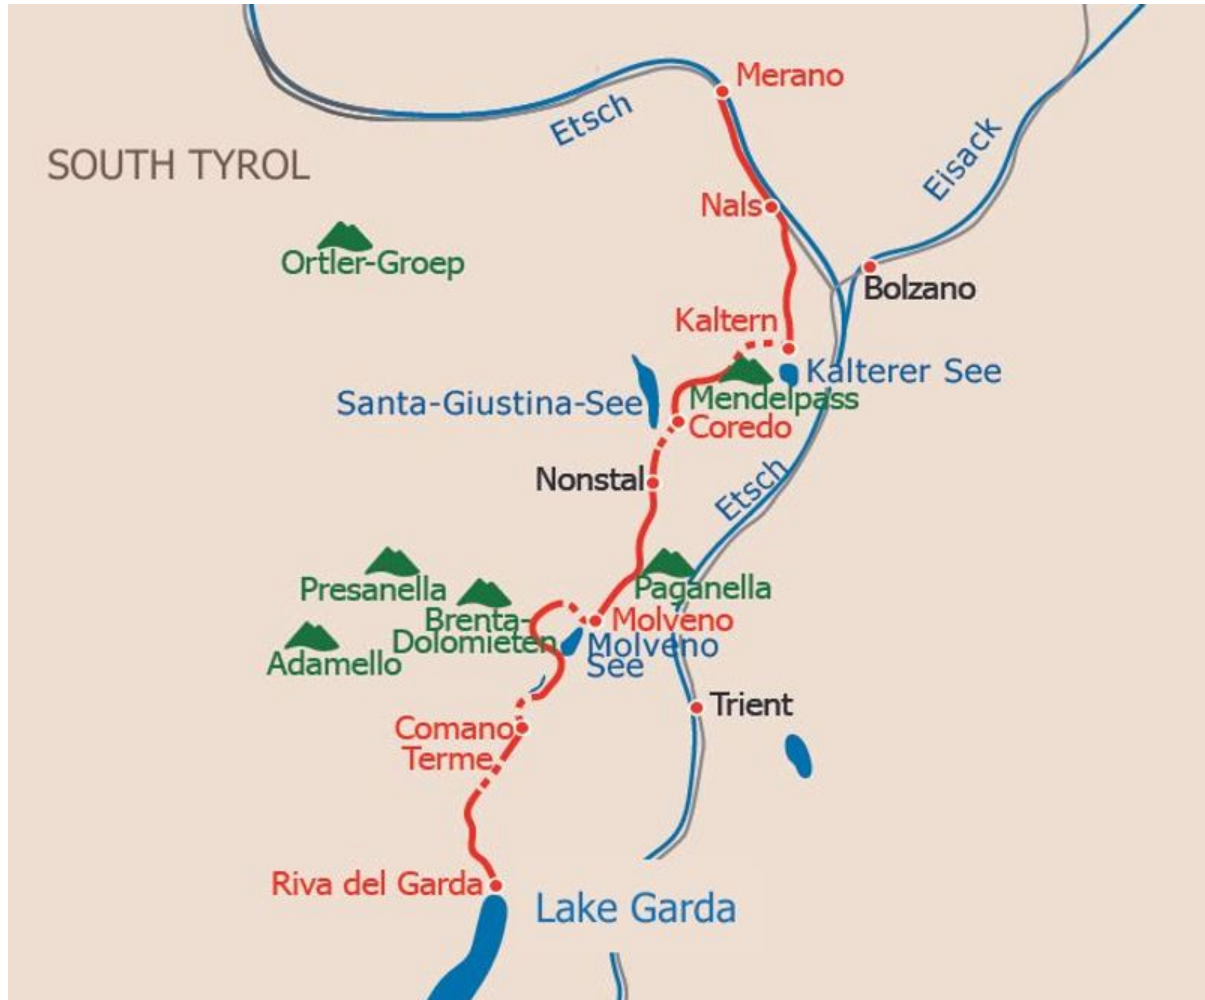 Merano
Etsch
Eisack
SOUTH TYROL
Nals
Ortler-Groep
Bolzano
Kaltern
Kalterer See
Santa-Giustina-See
Mendelpass
Coredo
Nonstal
Etsch
Presanella
Paganella
Brenta-
Dolomieten
Molveno
Adamello
Molveno
See
Trient
Comano
Terme
Riva del Garda
Lake Garda